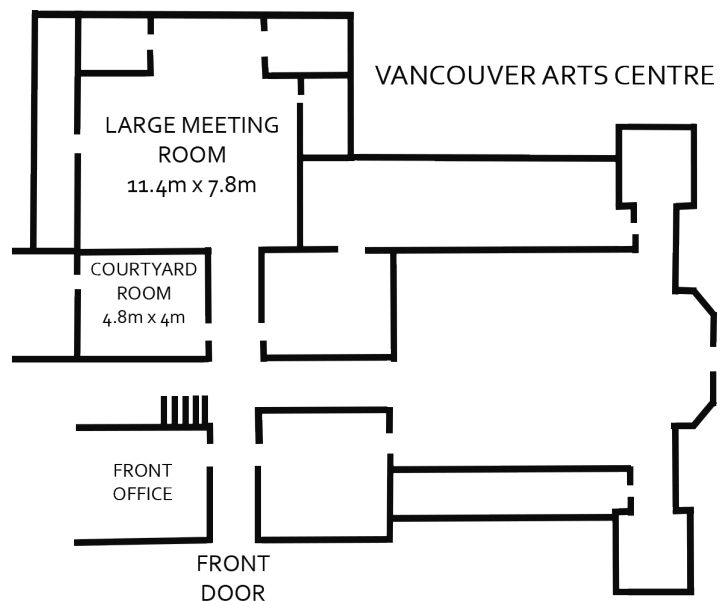 VANCOUVER ARTS CENTRE
LARGE MEETING
ROOM
11.4m x 7.8m
COURTYARD
ROOM
4.8m x 4m
FRONT
OFFICE
FRONT
DOOR